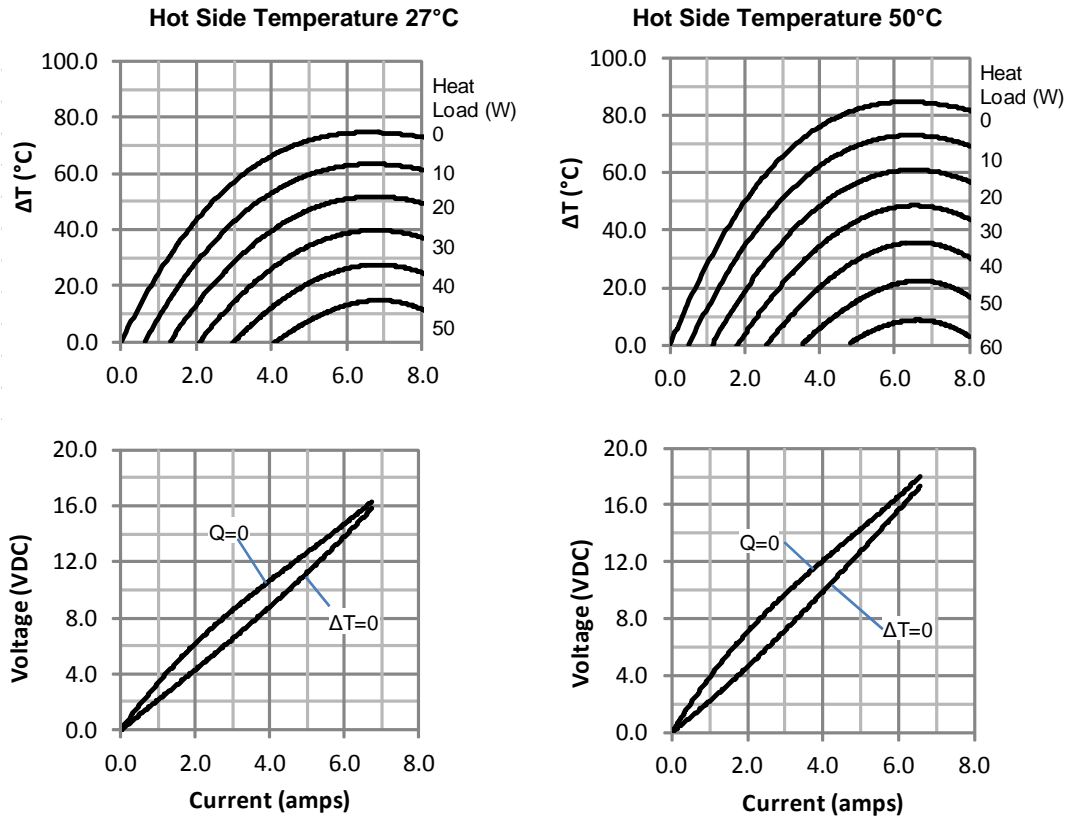 Hot Side Temperature 27°C
100.0
80.0
60.0
40.0
20.0
0.0
ΔT (°C)
0.0 2.0 4.0 6.0 8.0
Heat
Load (W)
0
10
20
30
40
50
Hot Side Temperature 50°C
100.0
80.0
60.0
40.0
20.0
0.0
ΔT (°C)
0.0 2.0 4.0 6.0 8.0
Heat
Load (W)
0
10
20
30
40
50
60
20.0
16.0
12.0
8.0
4.0
0.0
Voltage (VDC)
Q=0
ΔT=0
0.0 2.0 4.0 6.0 8.0
Current (amps)
20.0
16.0
12.0
8.0
4.0
0.0
Voltage (VDC)
Q=0
ΔT=0
0.0 2.0 4.0 6.0 8.0
Current (amps)